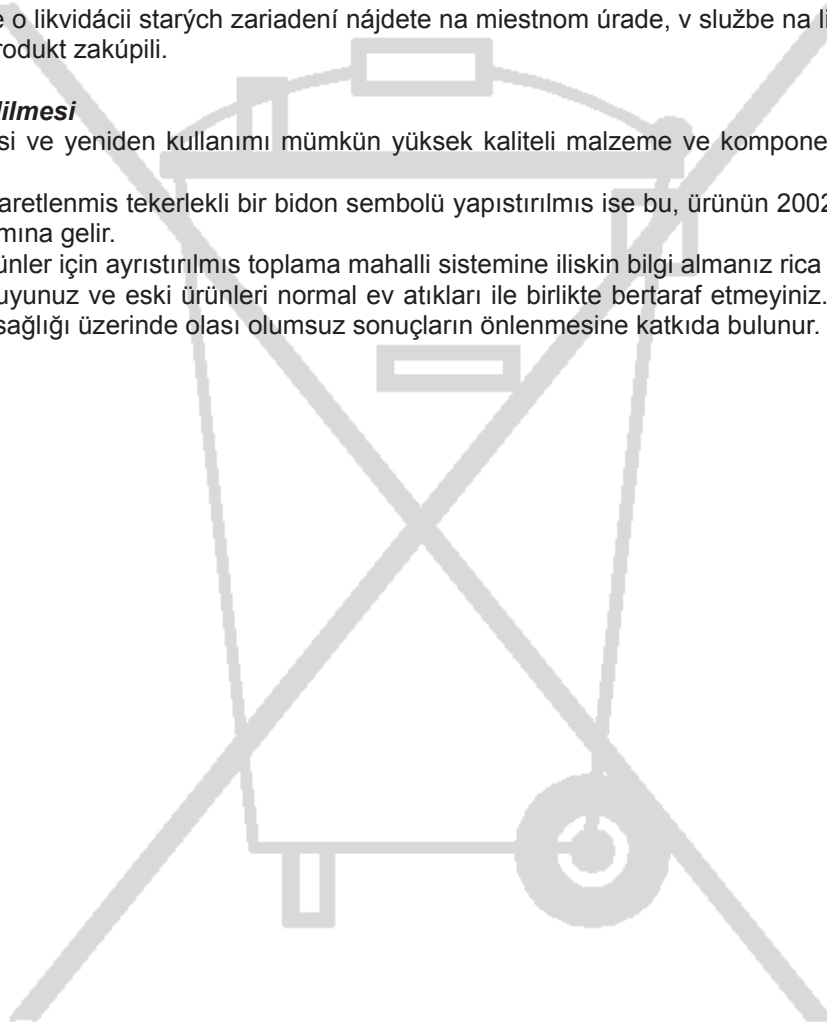 e o likvidácii starých zariadení nájdete na miestnom úrade, v službe na li
rodukt zakúpili.
ilmesi
si ve yeniden kullanımı mümkün yüksek kaliteli malzeme ve kompone
aretlenmis tekerlekli bir bidon sembolü yapıstırılmıs ise bu, ürünün 2002
mına gelir.
ünler için ayrıstırılmıs toplama mahalli sistemine iliskin bilgi almanız rica
uyunuz ve eski ürünleri normal ev atıkları ile birlikte bertaraf etmeyiniz.
sağlığı üzerinde olası olumsuz sonuçların önlenmesine katkıda bulunur.